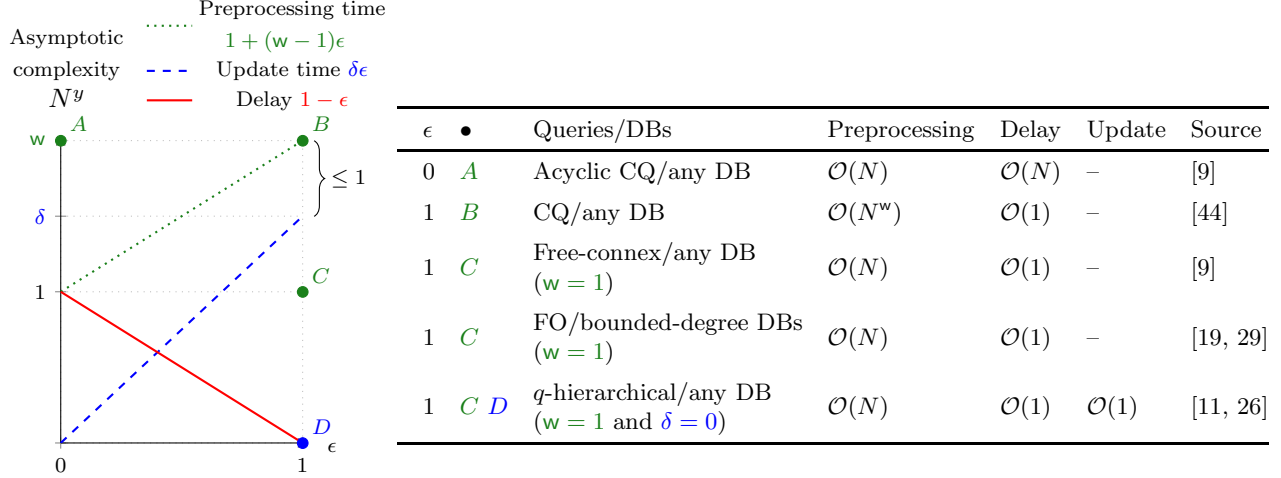 Asymptotic
complexity
N^y
Preprocessing time
1 + (w − 1)ϵ
Update time δϵ
Delay 1 − ϵ
w
A
B
≤ 1
δ
1
C
D
ϵ
0
1
ϵ • Queries/DBs Preprocessing Delay Update Source
0 A Acyclic CQ/any DB O(N) O(N) – [9]
1 B CQ/any DB O(N^w) O(1) – [44]
Free-connex/any DB
1 C O(N) O(1) – [9]
(w = 1)
FO/bounded-degree DBs
1 C O(N) O(1) – [19, 29]
(w = 1)
q-hierarchical/any DB
1 C D O(N) O(1) O(1) [11, 26]
(w = 1 and δ = 0)